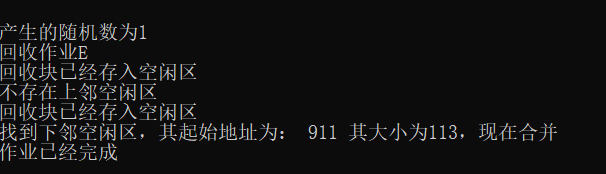 产生的随机数为1
回收作业E
回收块已经存入空闲区
不存在上邻空闲区
回收块已经存入空闲区
找到下邻空闲区，其起始地址为： 911 其大小为113，现在合并
作业已经完成